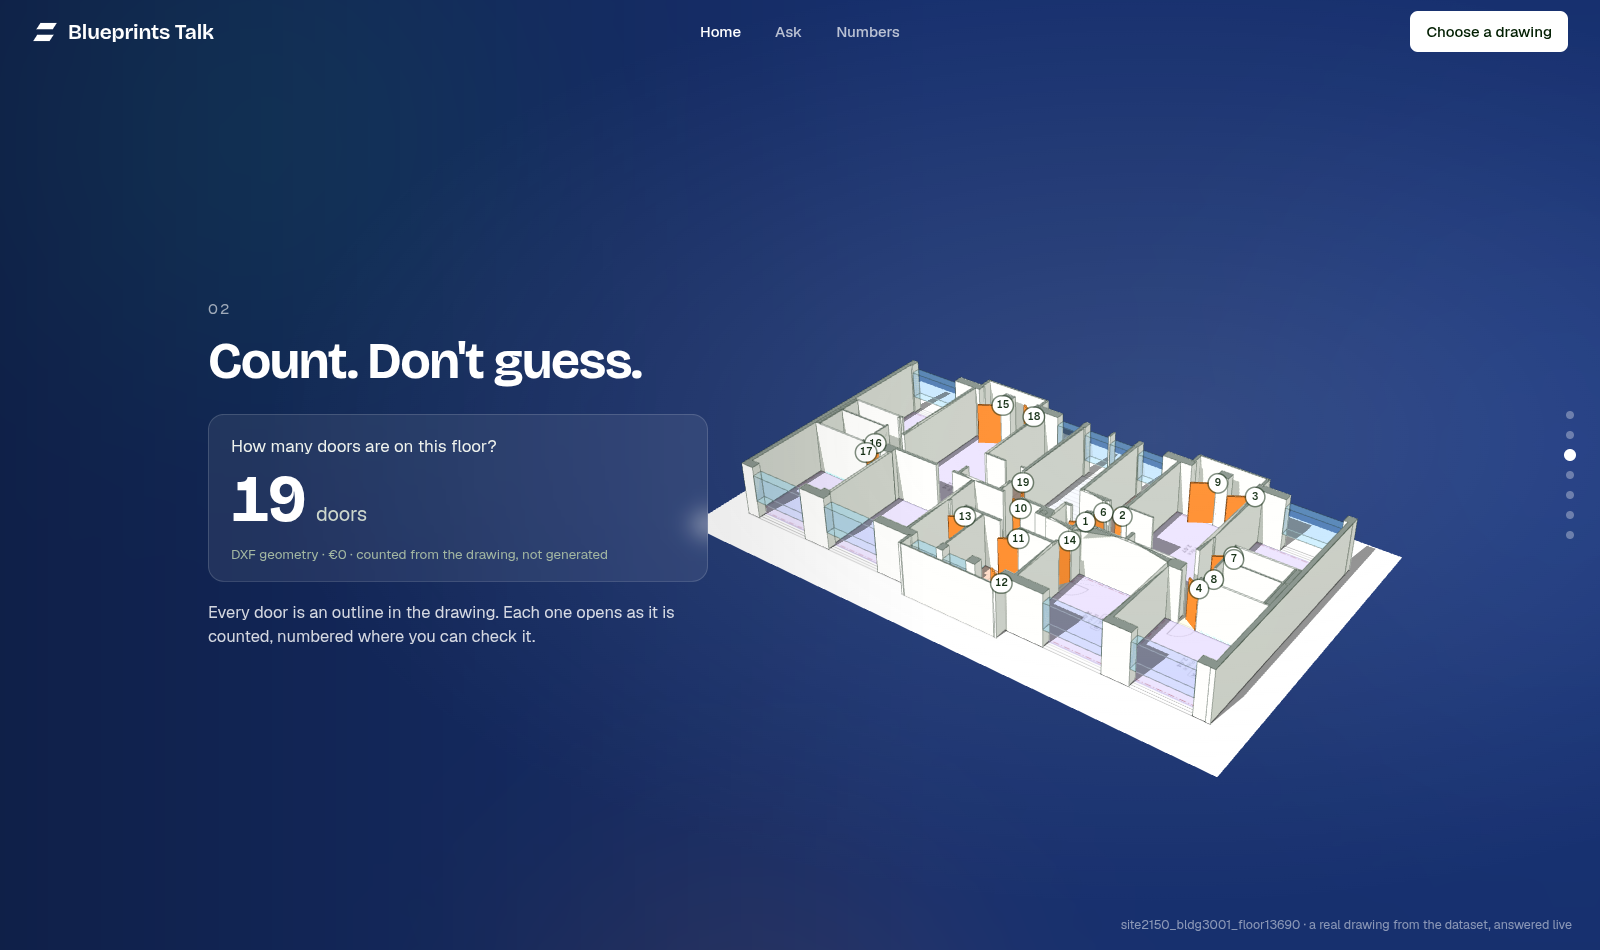 Blueprints Talk
Home
Ask
Numbers
Choose a drawing
02
Count. Don't guess.
How many doors are on this floor?
19 doors
DXF geometry · €0 · counted from the drawing, not generated
Every door is an outline in the drawing. Each one opens as it is
counted, numbered where you can check it.
15
18
16
17
19
9
3
10
13
6
2
1
11
14
7
8
12
4
site2150_bldg3001_floor13690 · a real drawing from the dataset, answered live